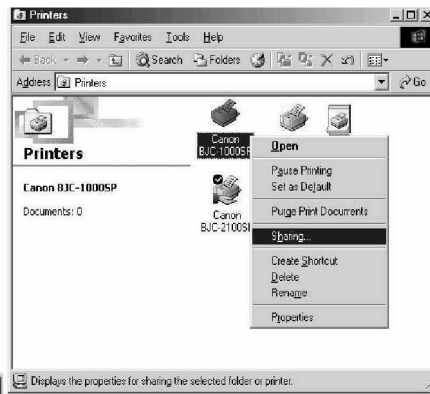 Printers
File Edit View Favorites Tools Help
Back Search Folders
Address Printers Go
Printers
Canon BJC-1000SP
Documents: 0
Canon
BJC-1000SP
Canon
BJC-2100SP
Open
Pause Printing
Set as Default
Purge Print Documents
Sharing...
Create Shortcut
Delete
Rename
Properties
Displays the properties for sharing the selected folder or printer.